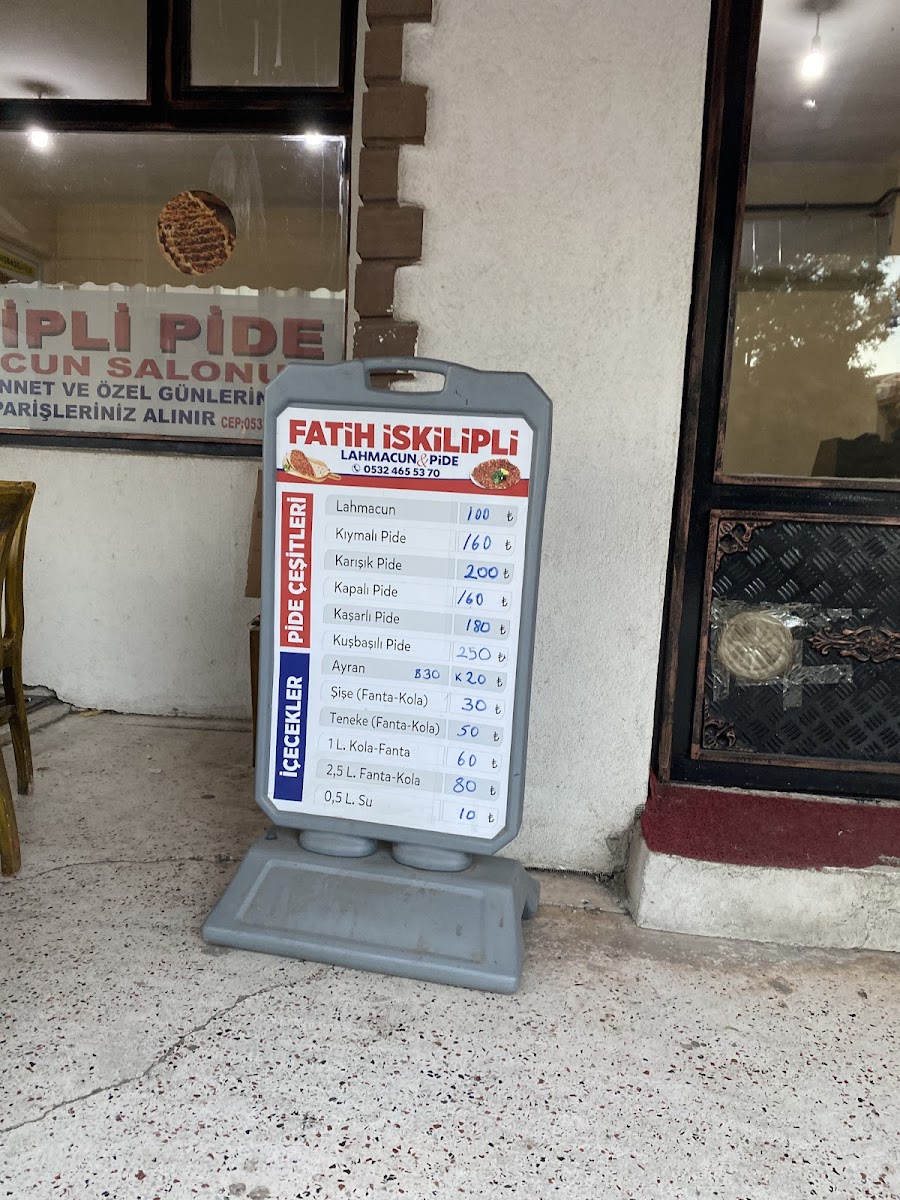 İPLİ PİDE
CUN SALONU
NNET VE ÖZEL GÜNLERİN
PARİŞLERİNİZ ALINIR CEP:053
FATİH İSKİLİPLİ
LAHMACUN&PİDE
0532 465 53 70
PİDE ÇEŞİTLERİ
Lahmacun 100 ₺
Kıymalı Pide 160 ₺
Karışık Pide 200 ₺
Kapalı Pide 160 ₺
Kaşarlı Pide 180 ₺
Kuşbaşılı Pide 250 ₺
İÇECEKLER
Ayran B30 K20 ₺
Şişe (Fanta-Kola) 30 ₺
Teneke (Fanta-Kola) 50 ₺
1 L. Kola-Fanta 60 ₺
2,5 L. Fanta-Kola 80 ₺
0,5 L. Su 10 ₺